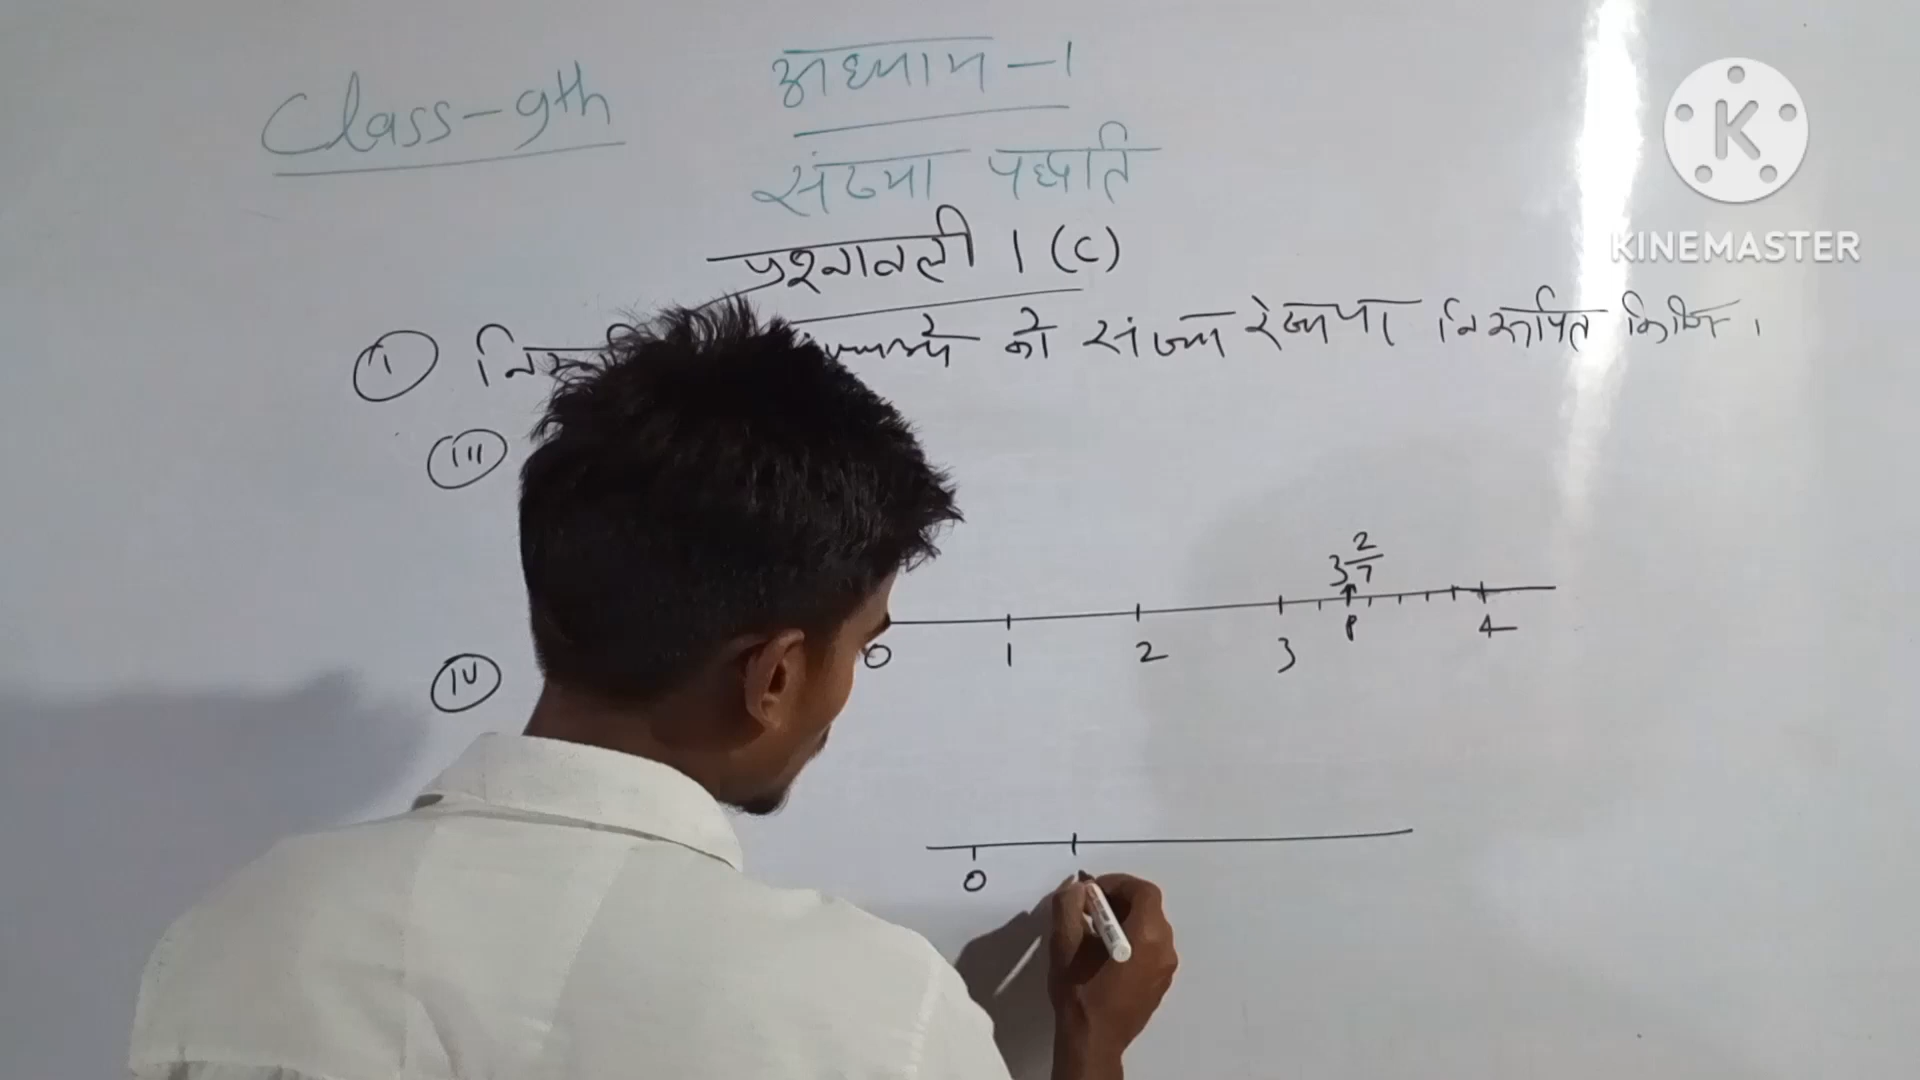 Class-9th
अध्याय-1
संख्या पद्धति
प्रश्नावली 1(C)
K
KINEMASTER
① को संख्या रेखा पर निरूपित कीजिए।
(iii)
3 2/7
0 1 2 3 P 4
(iv)
0